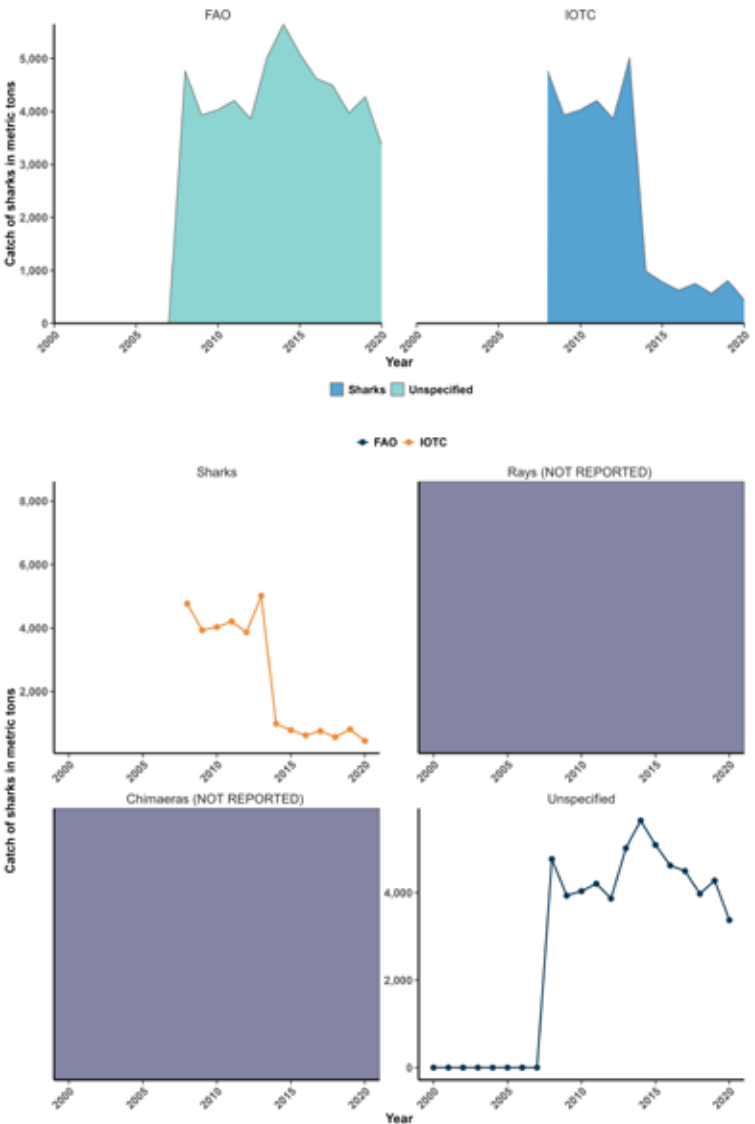 FAO IOTC
Catch of sharks in metric tons
5,000
4,000
3,000
2,000
1,000
0
2000 2005 2010 2015 2020 2000 2005 2010 2015 2020
Year
Sharks Unspecified
FAO IOTC
Sharks Rays (NOT REPORTED)
Catch of sharks in metric tons
8,000
6,000
4,000
2,000
2000 2005 2010 2015 2020 2000 2005 2010 2015 2020
Chimaeras (NOT REPORTED) Unspecified
4,000
2,000
0
2000 2005 2010 2015 2020 2000 2005 2010 2015 2020
Year